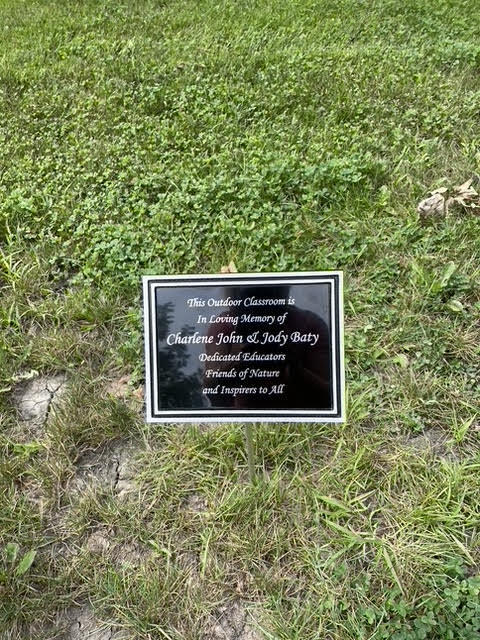 This Outdoor Classroom is
In Loving Memory of
Charlene John & Jody Baty
Dedicated Educators
Friends of Nature
and Inspirers to All